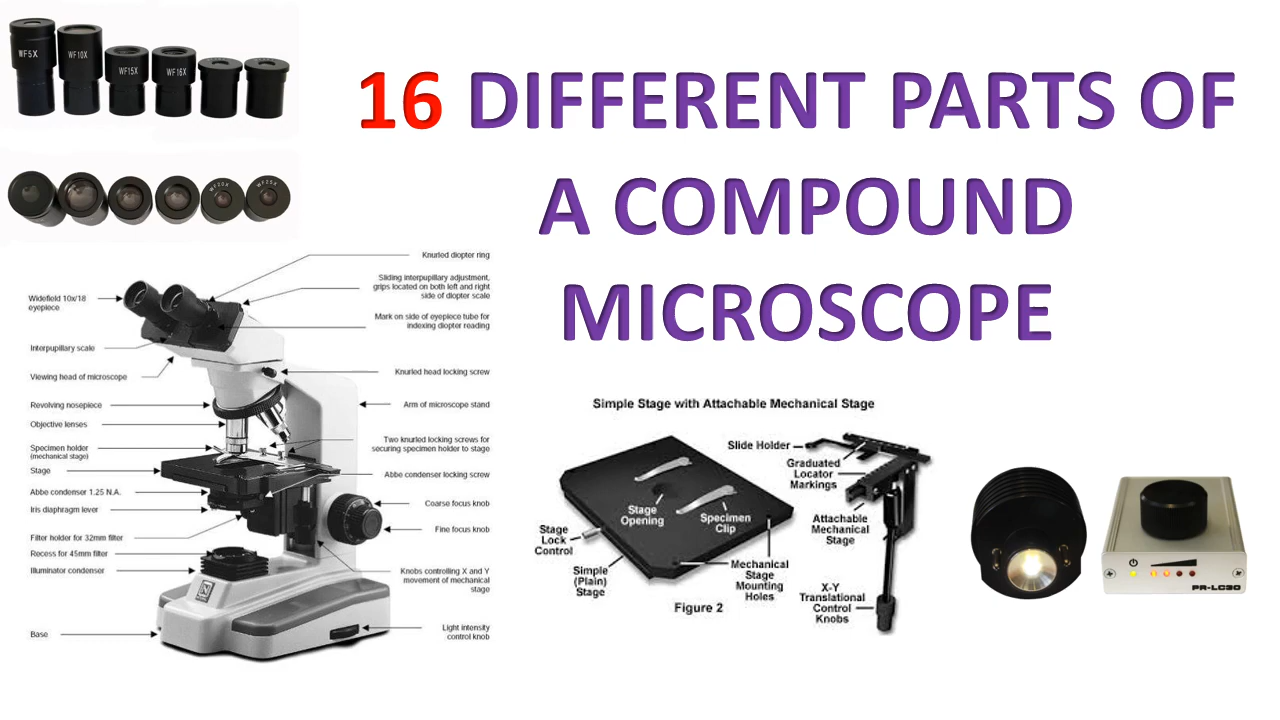 WF5X
WF10X
WF15X
WF16X
WF20X
WF25X
16 DIFFERENT PARTS OF
A COMPOUND
MICROSCOPE
Widefield 10x/18
eyepiece
Interpupillary scale
Viewing head of microscope
Revolving nosepiece
Objective lenses
Specimen holder
(mechanical stage)
Stage
Abbe condenser 1.25 N.A.
Iris diaphragm lever
Filter holder for 32mm filter
Recess for 45mm filter
Illuminator condenser
Base
Knurled diopter ring
Sliding interpupillary adjustment,
grips located on both left and right
side of diopter scale
Mark on side of eyepiece tube for
indexing diopter reading
Knurled head locking screw
Arm of microscope stand
Two knurled locking screws for
securing specimen holder to stage
Abbe condenser locking screw
Coarse focus knob
Fine focus knob
Knobs controlling X and Y
movement of mechanical
stage
Light intensity
control knob
N
Simple Stage with Attachable Mechanical Stage
Stage
Opening
Specimen
Clip
Stage
Lock
Control
Simple
(Plain)
Stage
Mechanical
Stage
Mounting
Holes
Figure 2
Slide Holder
Graduated
Locator
Markings
Attachable
Mechanical
Stage
X-Y
Translational
Control
Knobs
PR-LC30